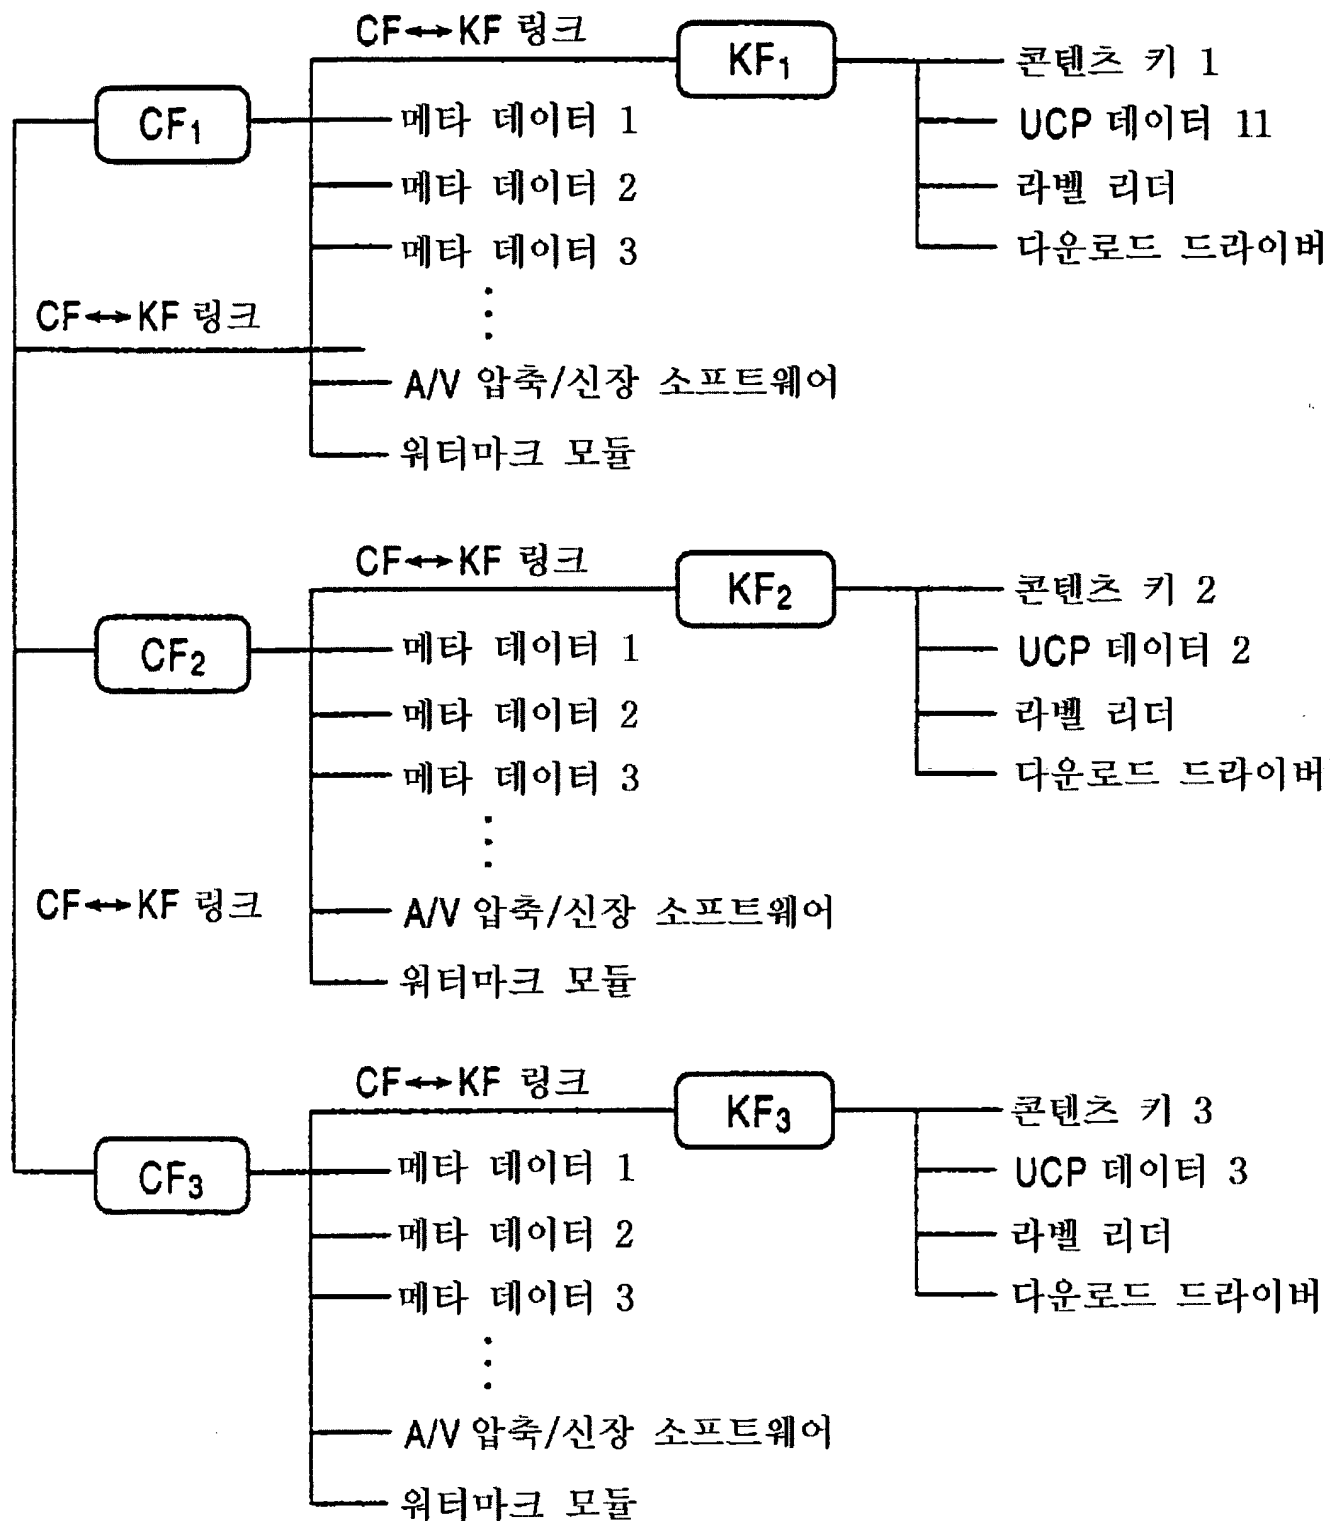 CF↔KF 링크
KF1
콘텐츠 키 1
CF1
메타 데이터 1
UCP 데이터 11
메타 데이터 2
라벨 리더
메타 데이터 3
다운로드 드라이버
⋮
CF↔KF 링크
A/V 압축/신장 소프트웨어
워터마크 모듈
CF↔KF 링크
KF2
콘텐츠 키 2
CF2
메타 데이터 1
UCP 데이터 2
메타 데이터 2
라벨 리더
메타 데이터 3
다운로드 드라이버
⋮
CF↔KF 링크
A/V 압축/신장 소프트웨어
워터마크 모듈
CF↔KF 링크
KF3
콘텐츠 키 3
CF3
메타 데이터 1
UCP 데이터 3
메타 데이터 2
라벨 리더
메타 데이터 3
다운로드 드라이버
⋮
A/V 압축/신장 소프트웨어
워터마크 모듈